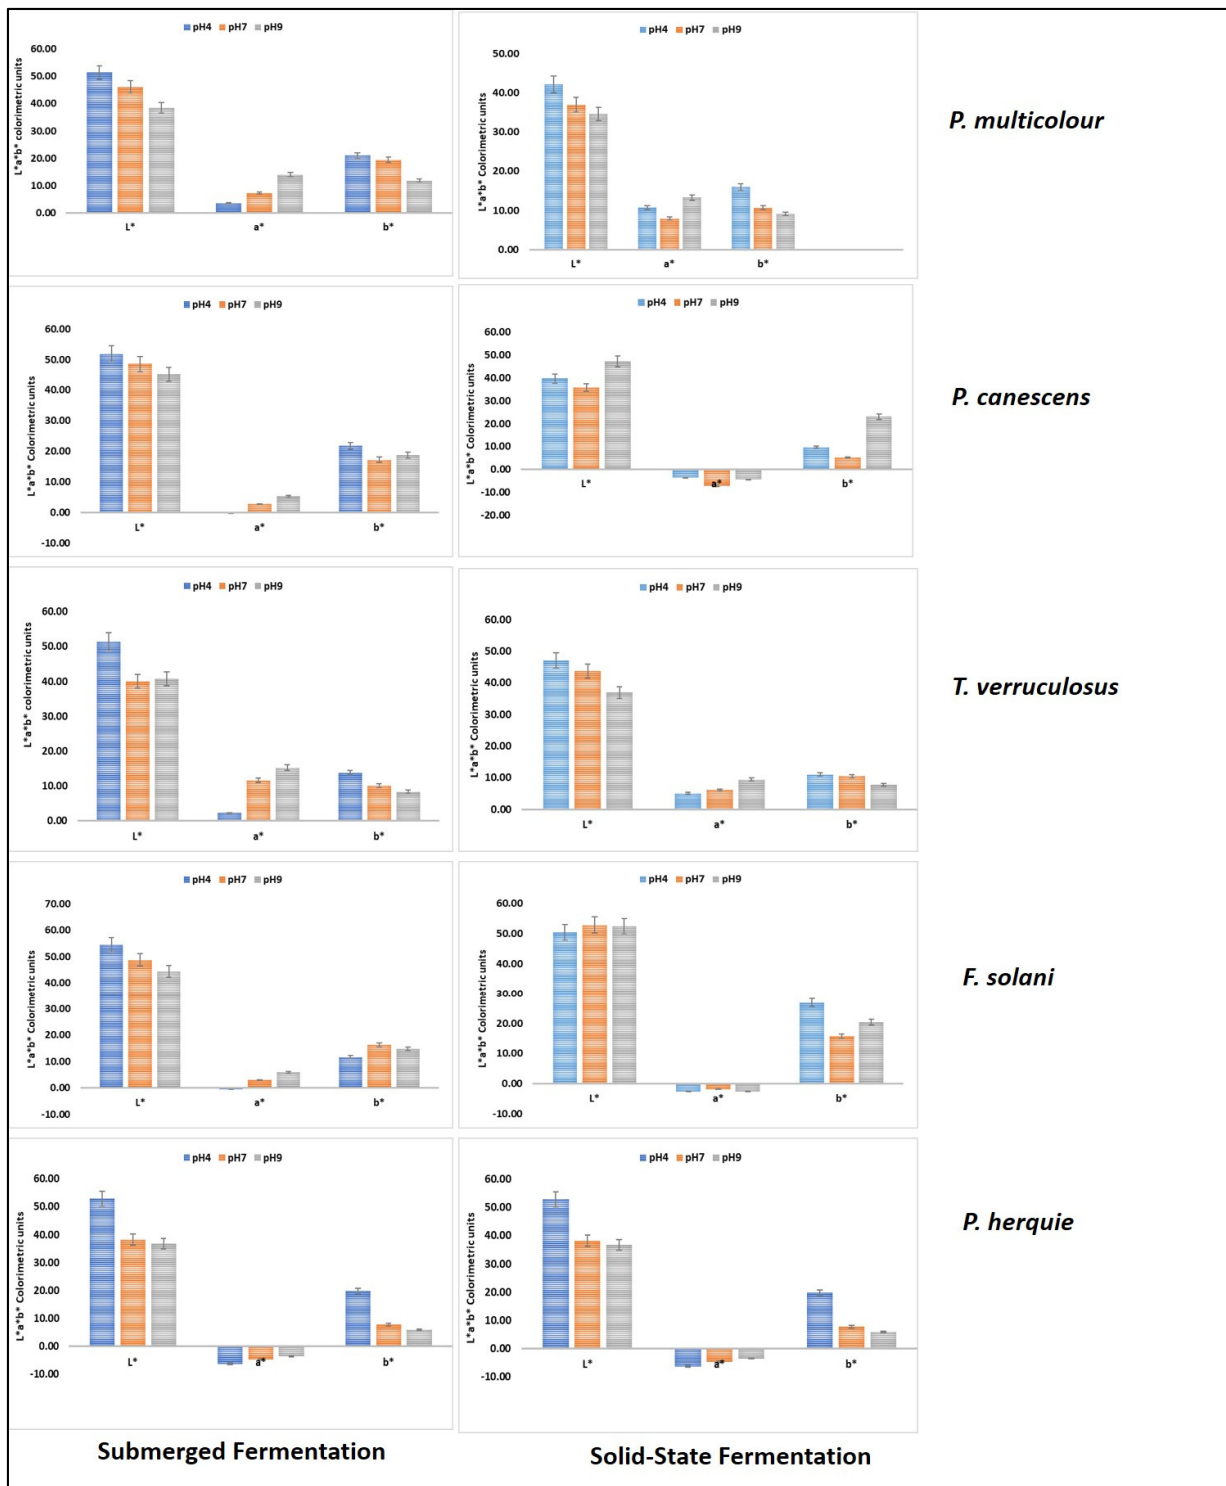 pH4 pH7 pH9
L*a*b* colorimetric units
60.00
50.00
40.00
30.00
20.00
10.00
0.00
L* a* b*
pH4 pH7 pH9
L*a*b* Colorimetric units
50.00
40.00
30.00
20.00
10.00
0.00
L* a* b*
P. multicolour
pH4 pH7 pH9
L*a*b* Colorimetric units
60.00
50.00
40.00
30.00
20.00
10.00
0.00
-10.00
L* a* b*
pH4 pH7 pH9
L*a*b* Colorimetric units
60.00
50.00
40.00
30.00
20.00
10.00
0.00
-10.00
-20.00
L* a* b*
P. canescens
pH4 pH7 pH9
L*a*b* colorimetric units
60.00
50.00
40.00
30.00
20.00
10.00
0.00
L* a* b*
pH4 pH7 pH9
L*a*b* Colorimetric units
60.00
50.00
40.00
30.00
20.00
10.00
0.00
L* a* b*
T. verruculosus
pH4 pH7 pH9
L*a*b* Colorimetric units
70.00
60.00
50.00
40.00
30.00
20.00
10.00
0.00
-10.00
L* a* b*
pH4 pH7 pH9
L*a*b* Colorimetric units
60.00
50.00
40.00
30.00
20.00
10.00
0.00
-10.00
L* a* b*
F. solani
pH4 pH7 pH9
L*a*b* Colorimetric units
60.00
50.00
40.00
30.00
20.00
10.00
0.00
-10.00
L* a* b*
pH4 pH7 pH9
L*a*b* Colorimetric units
60.00
50.00
40.00
30.00
20.00
10.00
0.00
-10.00
L* a* b*
P. herquie
Submerged Fermentation
Solid-State Fermentation